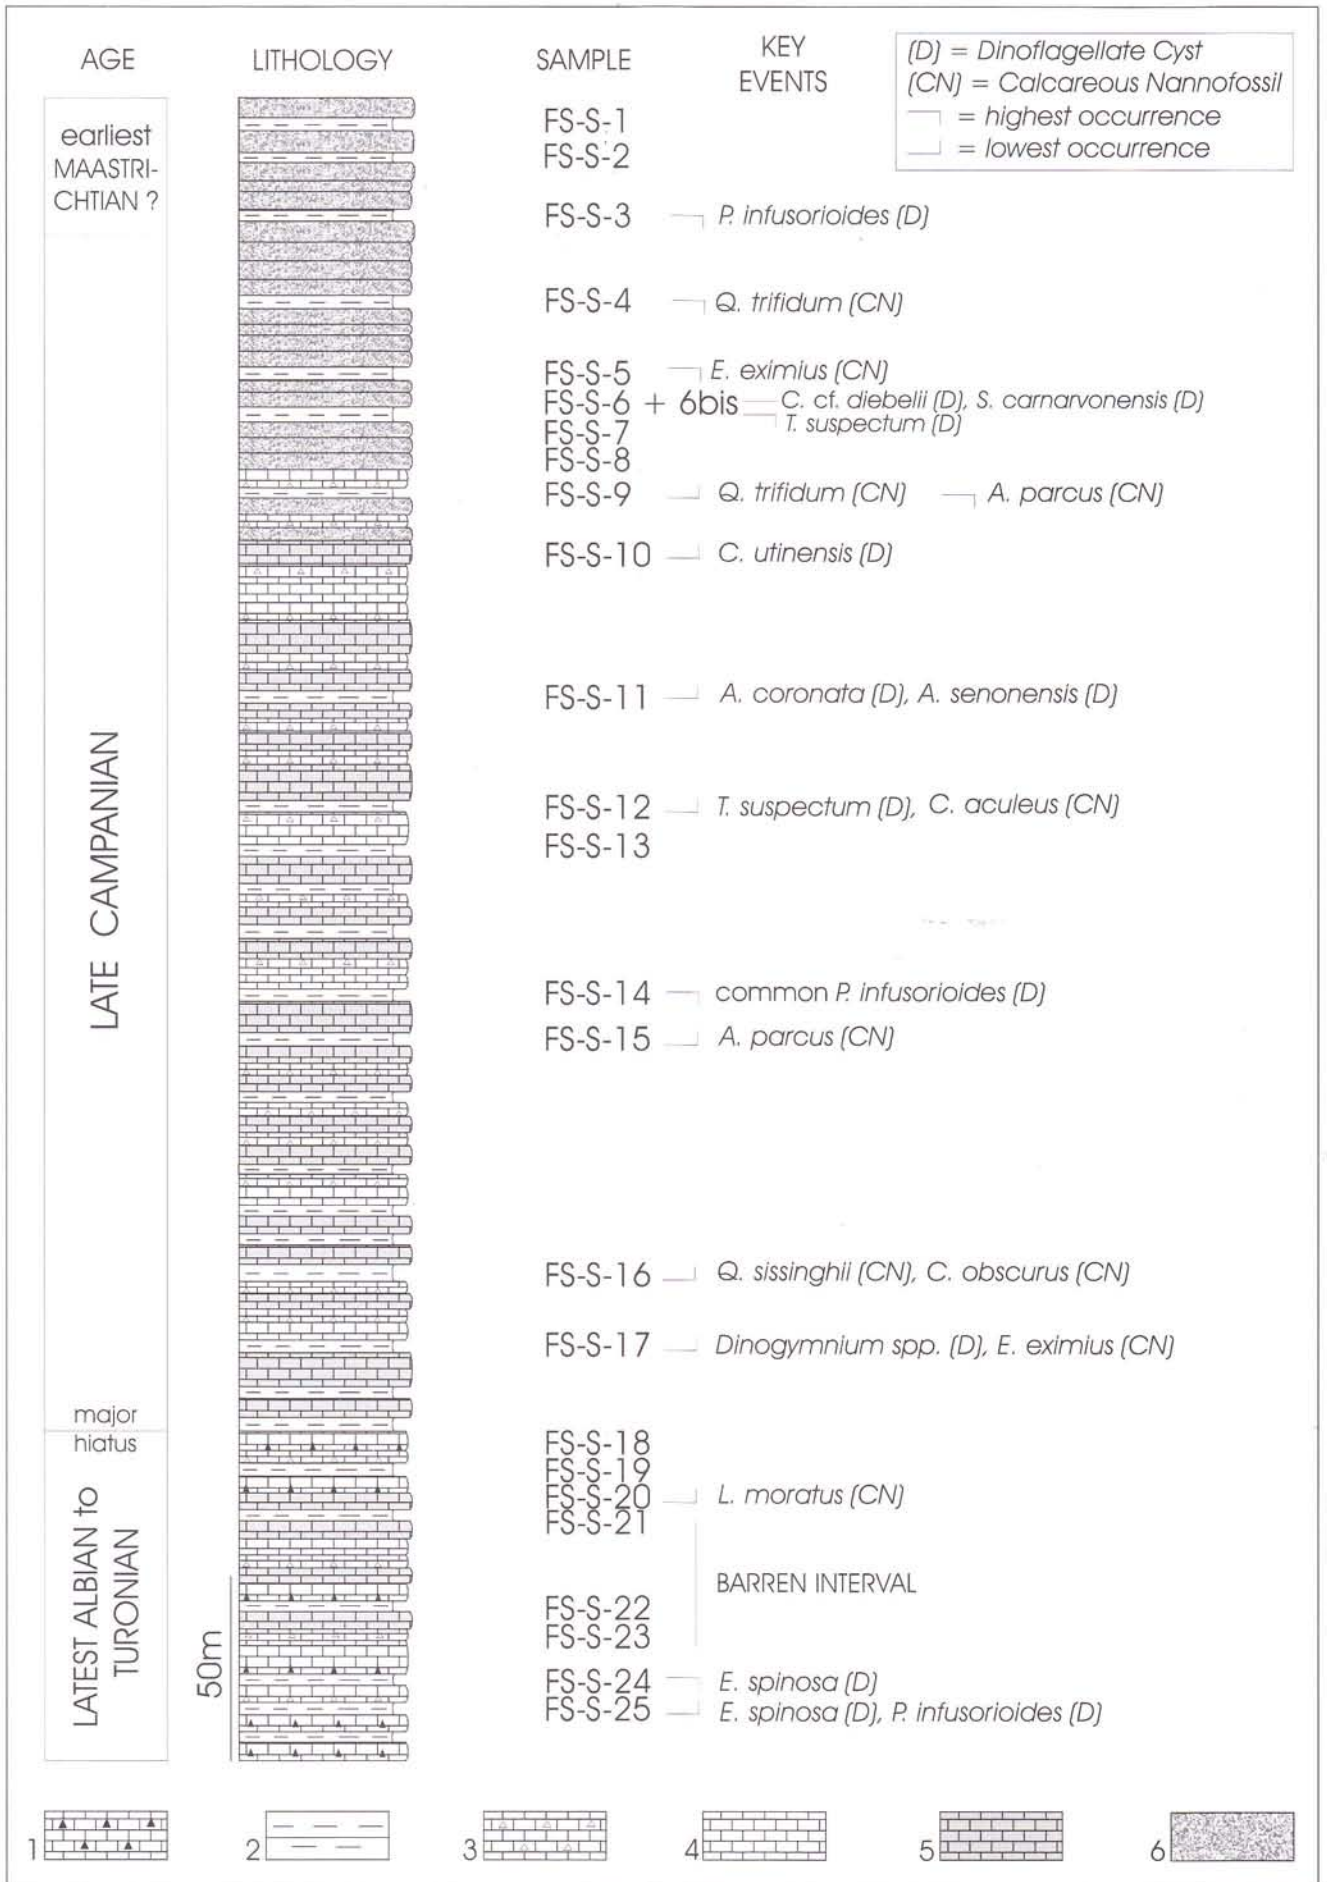 AGE
LITHOLOGY
SAMPLE
KEY
EVENTS
(D) = Dinoflagellate Cyst
(CN) = Calcareous Nannofossil
= highest occurrence
= lowest occurrence
earliest
MAASTRI-
CHTIAN ?
LATE CAMPANIAN
major
hiatus
LATEST ALBIAN to
TURONIAN
50m
FS-S-1
FS-S-2
FS-S-3 P. infusorioides (D)
FS-S-4 Q. trifidum (CN)
FS-S-5 E. eximius (CN)
FS-S-6 + 6bis C. cf. diebelii (D), S. carnarvonensis (D)
T. suspectum (D)
FS-S-7
FS-S-8
FS-S-9 Q. trifidum (CN) A. parcus (CN)
FS-S-10 C. utinensis (D)
FS-S-11 A. coronata (D), A. senonensis (D)
FS-S-12 T. suspectum (D), C. aculeus (CN)
FS-S-13
FS-S-14 common P. infusorioides (D)
FS-S-15 A. parcus (CN)
FS-S-16 Q. sissinghii (CN), C. obscurus (CN)
FS-S-17 Dinogymnium spp. (D), E. eximius (CN)
FS-S-18
FS-S-19
FS-S-20 L. moratus (CN)
FS-S-21
BARREN INTERVAL
FS-S-22
FS-S-23
FS-S-24 E. spinosa (D)
FS-S-25 E. spinosa (D), P. infusorioides (D)
1 2 3 4 5 6